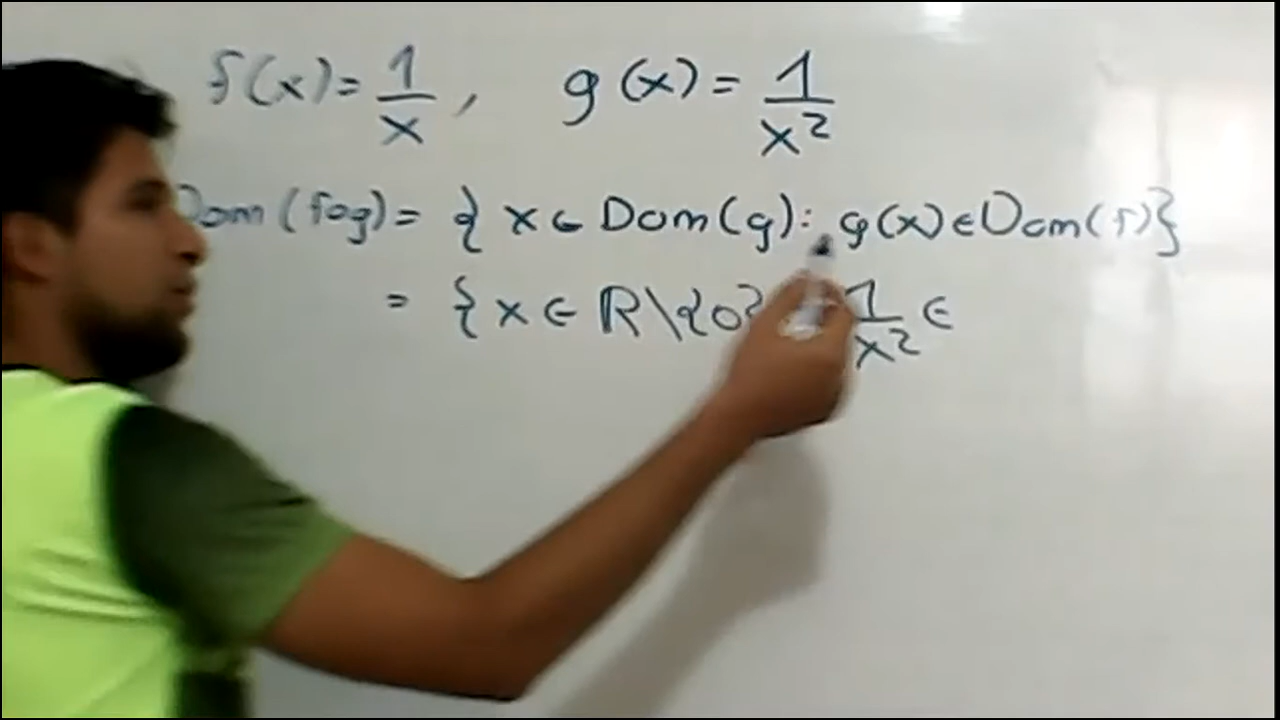 f(x) = 1/x , g(x) = 1/x²
Dom(fog) = { x ∈ Dom(g) : g(x) ∈ Dom(f) }
= { x ∈ ℝ\{0} : 1/x² ∈